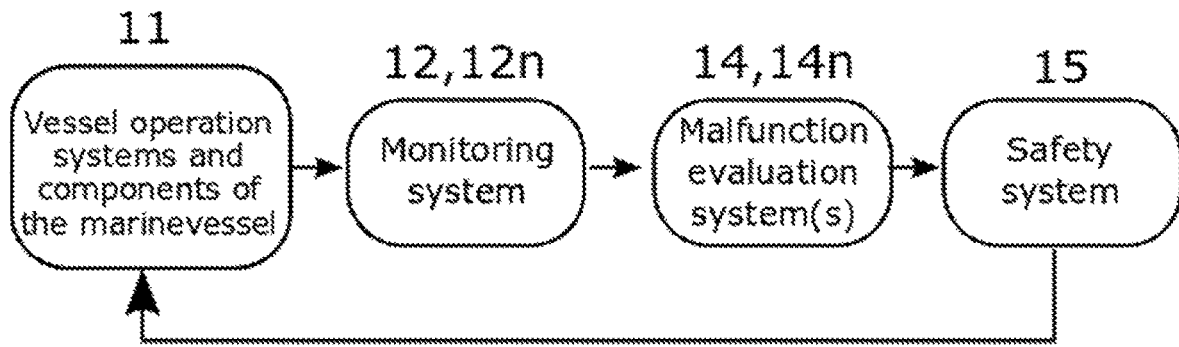 11
12,12n
14,14n
15
Vessel operation
systems and
components of
the marinevessel
Monitoring
system
Malfunction
evaluation
system(s)
Safety
system